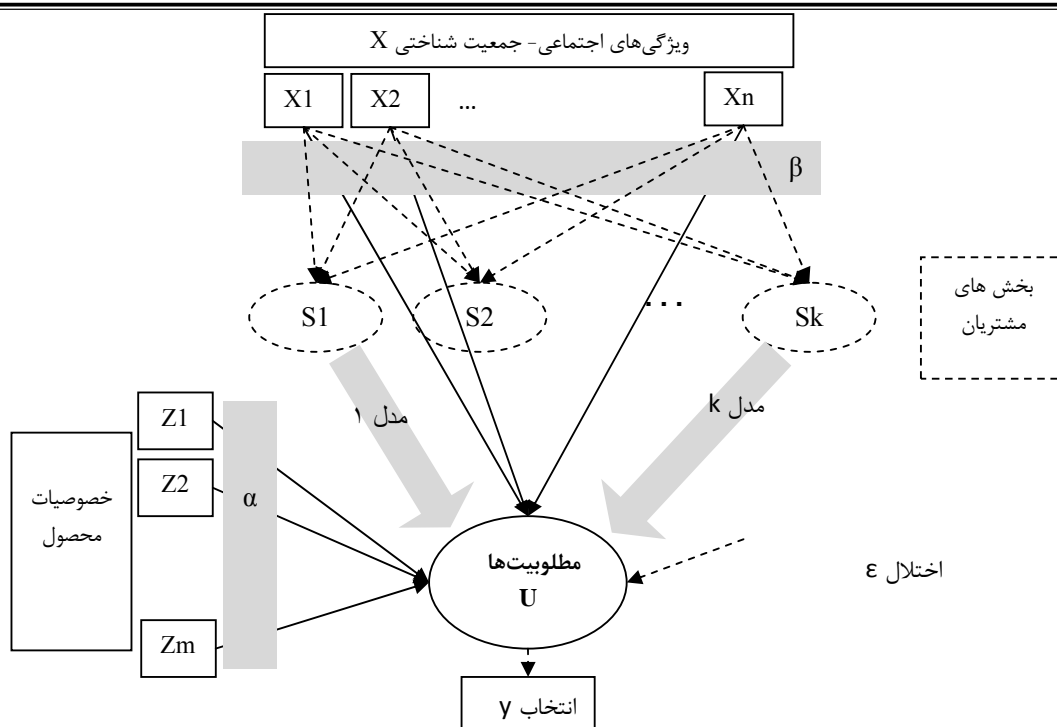 ویژگی‌های اجتماعی- جمعیت شناختی X
X1 X2 ... Xn
β
S1 S2 ... Sk
بخش های
مشتریان
مدل ۱
مدل k
Z1
Z2
Zm
α
خصوصیات
محصول
مطلوبیت‌ها
U
اختلال ε
انتخاب y